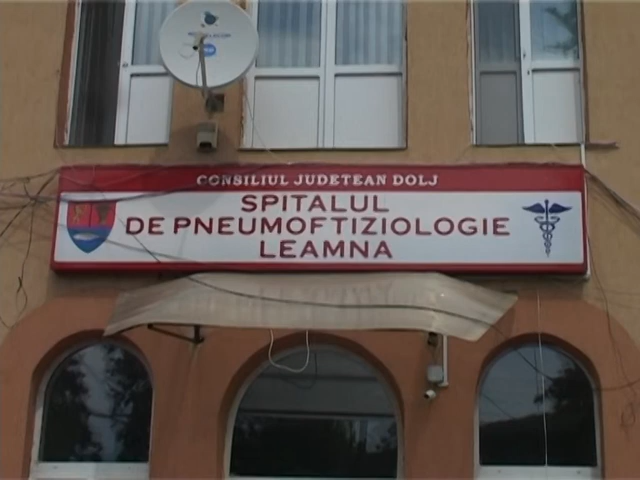 CONSILIUL JUDETEAN DOLJ
SPITALUL
DE PNEUMOFTIZIOLOGIE
LEAMNA